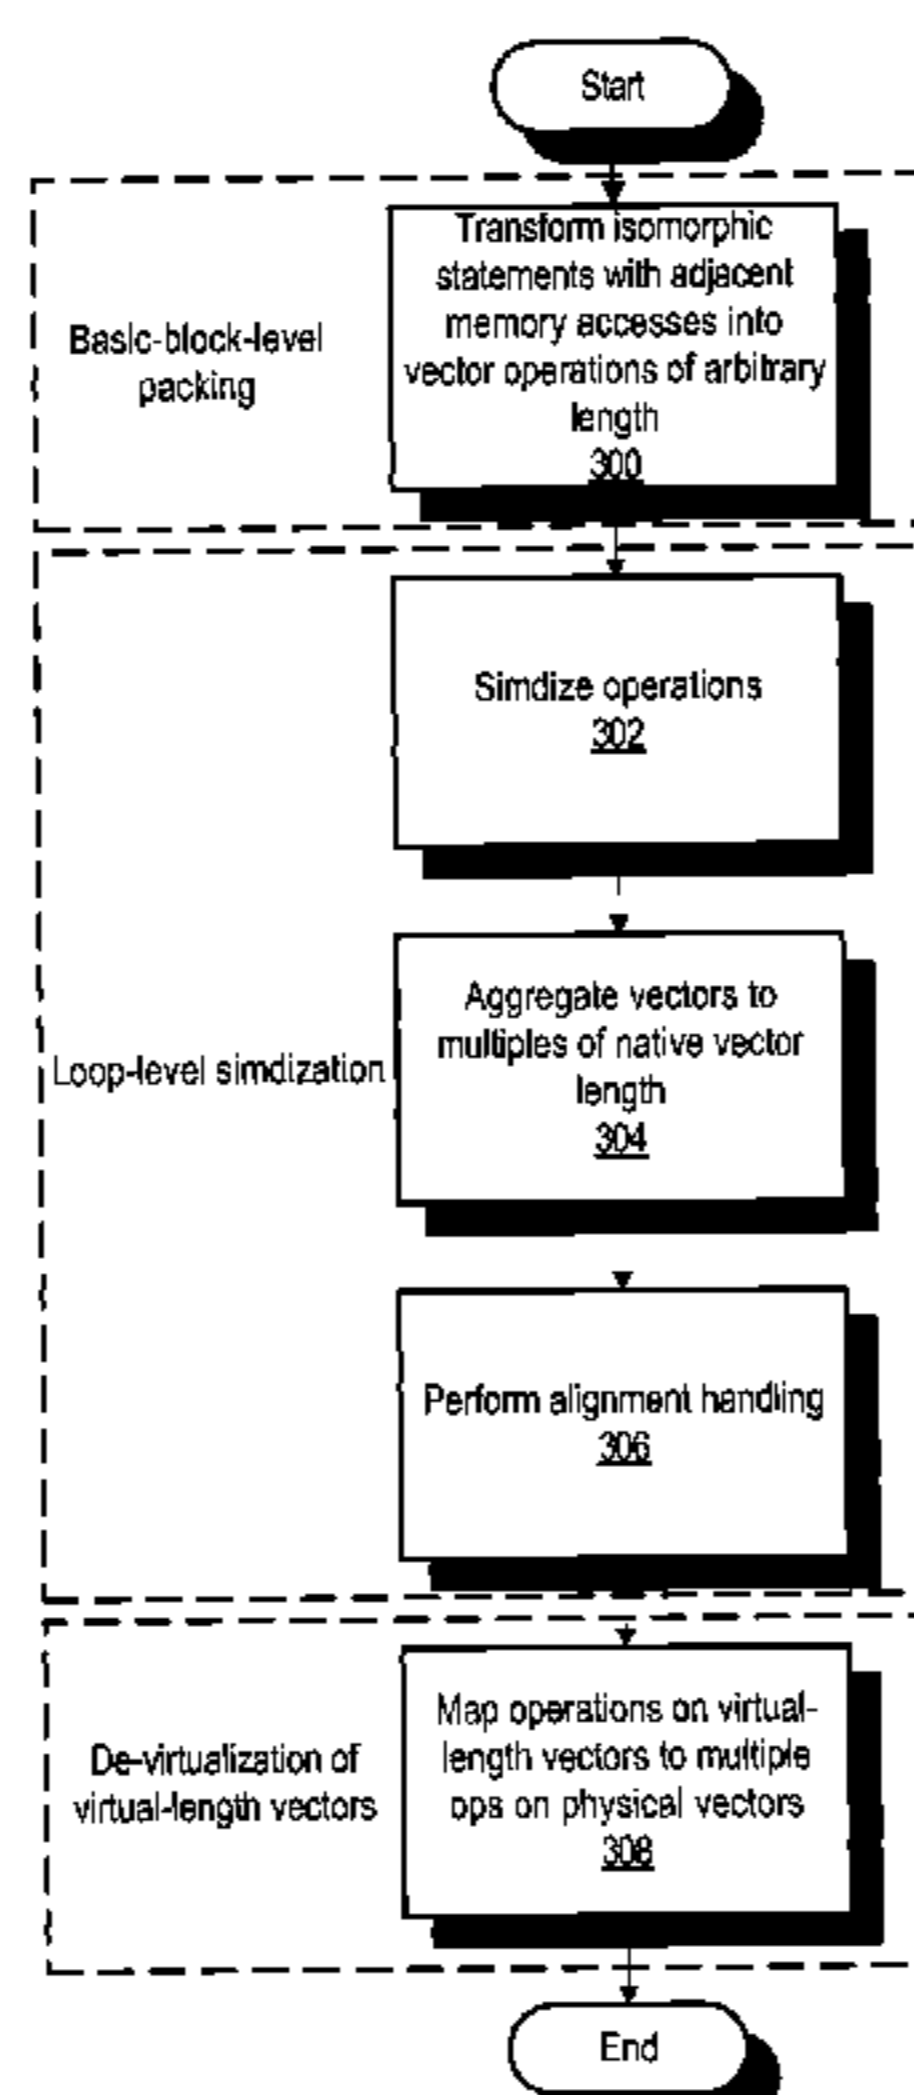 Start
Transform isomorphic
statements with adjacent
memory accesses into
vector operations of arbitrary
length
300
Basic-block-level
packing
Simdize operations
302
Aggregate vectors to
multiples of native vector
length
304
Loop-level simdization
Perform alignment handling
306
Map operations on virtual-
length vectors to multiple
ops on physical vectors
308
De-virtualization of
virtual-length vectors
End